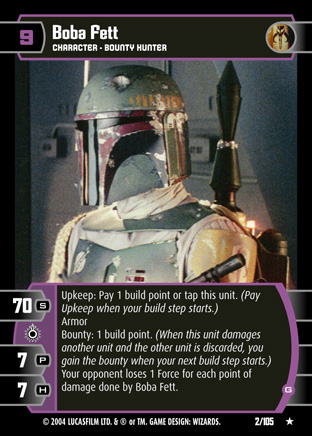 9
Boba Fett
CHARACTER • BOUNTY HUNTER
70 S
7 P
7 H
Upkeep: Pay 1 build point or tap this unit. (Pay
Upkeep when your build step starts.)
Armor
Bounty: 1 build point. (When this unit damages
another unit and the other unit is discarded, you
gain the bounty when your next build step starts.)
Your opponent loses 1 Force for each point of
damage done by Boba Fett.
G
© 2004 LUCASFILM LTD. & ® or TM. GAME DESIGN: WIZARDS.
2/105